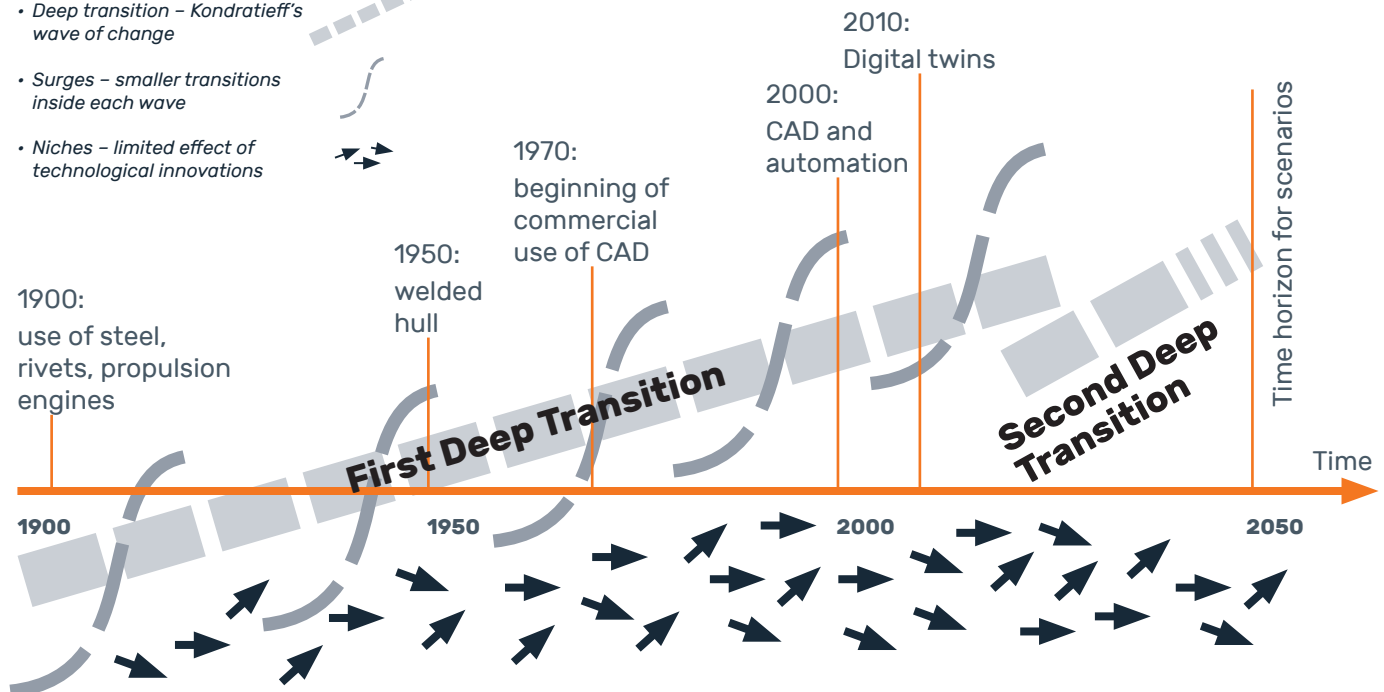 • Deep transition – Kondratieff's
wave of change
• Surges – smaller transitions
inside each wave
• Niches – limited effect of
technological innovations
1900:
use of steel,
rivets, propulsion
engines
1950:
welded
hull
1970:
beginning of
commercial
use of CAD
2000:
CAD and
automation
2010:
Digital twins
Time horizon for scenarios
First Deep Transition
Second Deep
Transition
Time
1900
1950
2000
2050